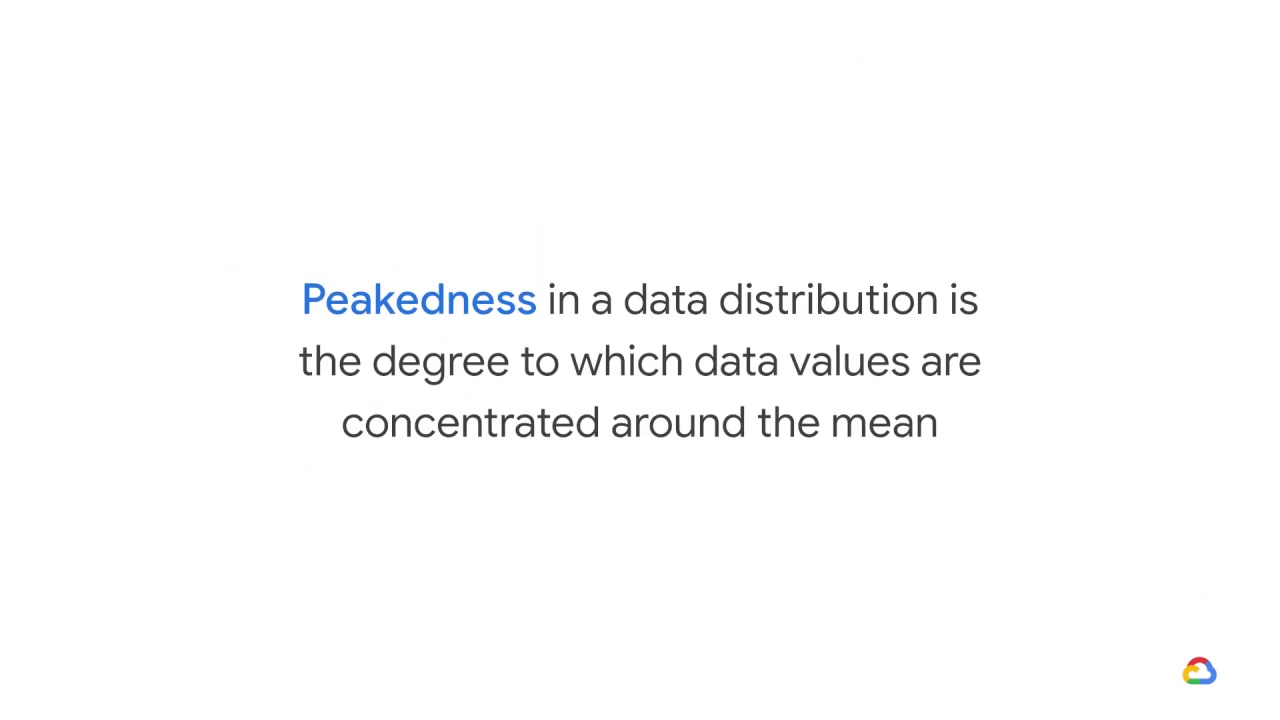 Peakedness in a data distribution is
the degree to which data values are
concentrated around the mean